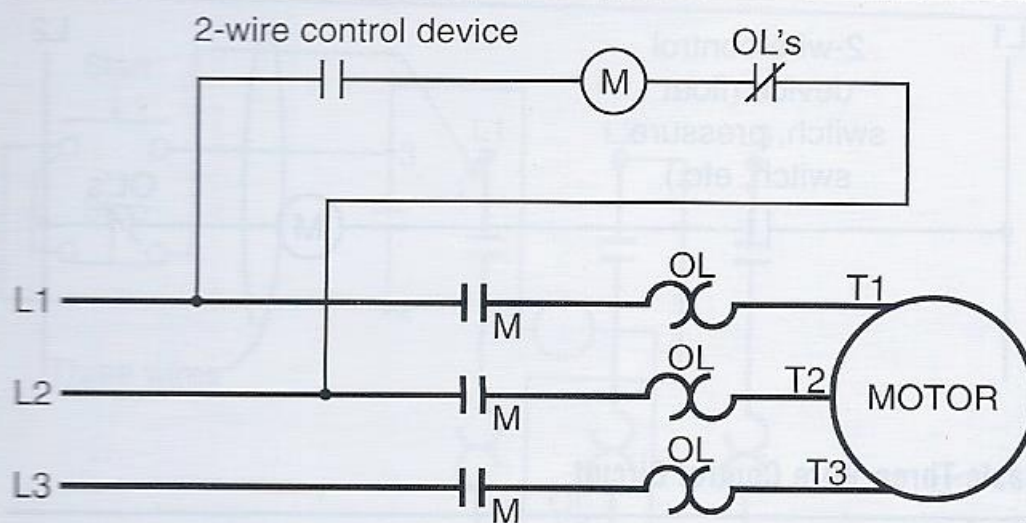 2-wire control device
OL's
M
OL
L1
T1
M
OL
L2
T2
MOTOR
M
OL
L3
T3
M